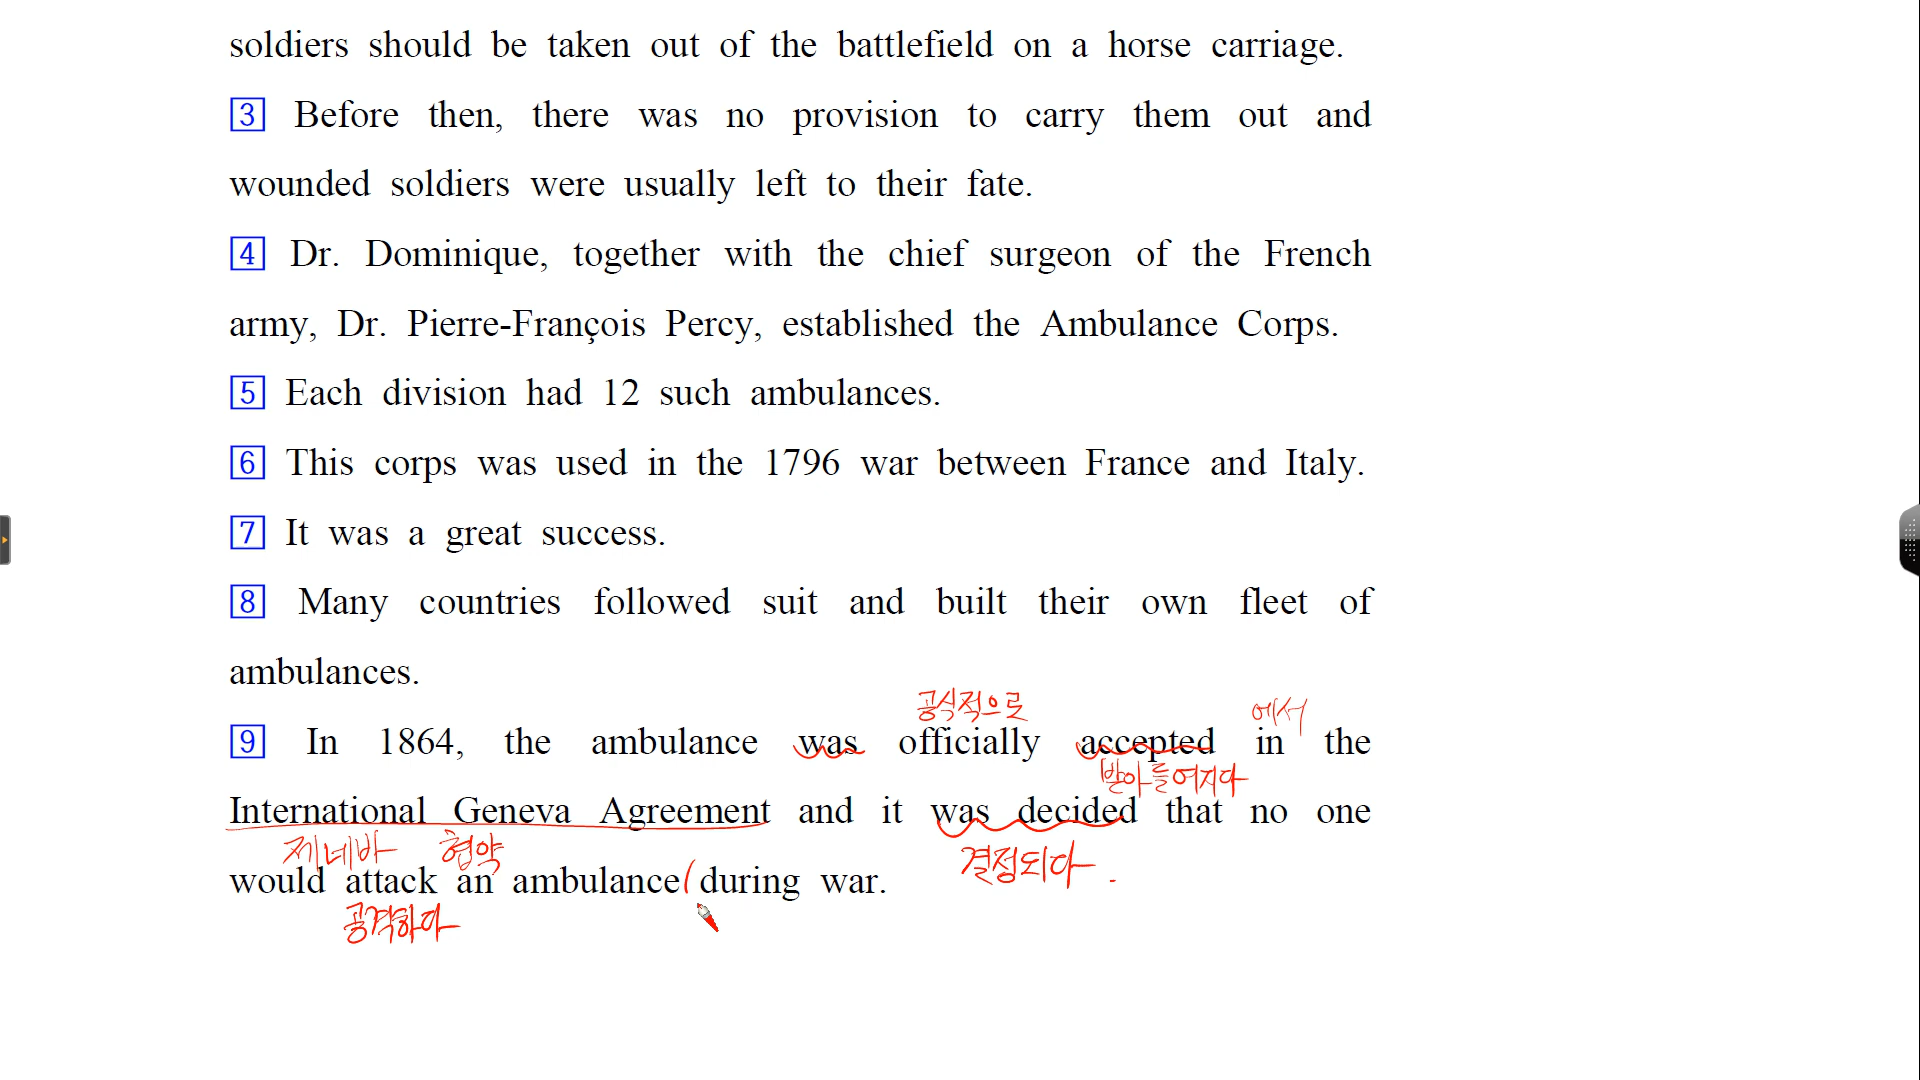 soldiers should be taken out of the battlefield on a horse carriage.
3 Before then, there was no provision to carry them out and
wounded soldiers were usually left to their fate.
4 Dr. Dominique, together with the chief surgeon of the French
army, Dr. Pierre-François Percy, established the Ambulance Corps.
5 Each division had 12 such ambulances.
6 This corps was used in the 1796 war between France and Italy.
7 It was a great success.
8 Many countries followed suit and built their own fleet of
ambulances.
공식적으로 에서
9 In 1864, the ambulance was officially accepted in the
받아들여지다
International Geneva Agreement and it was decided that no one
제네바 협약 결정되다.
would attack an ambulance ( during war.
공격하다